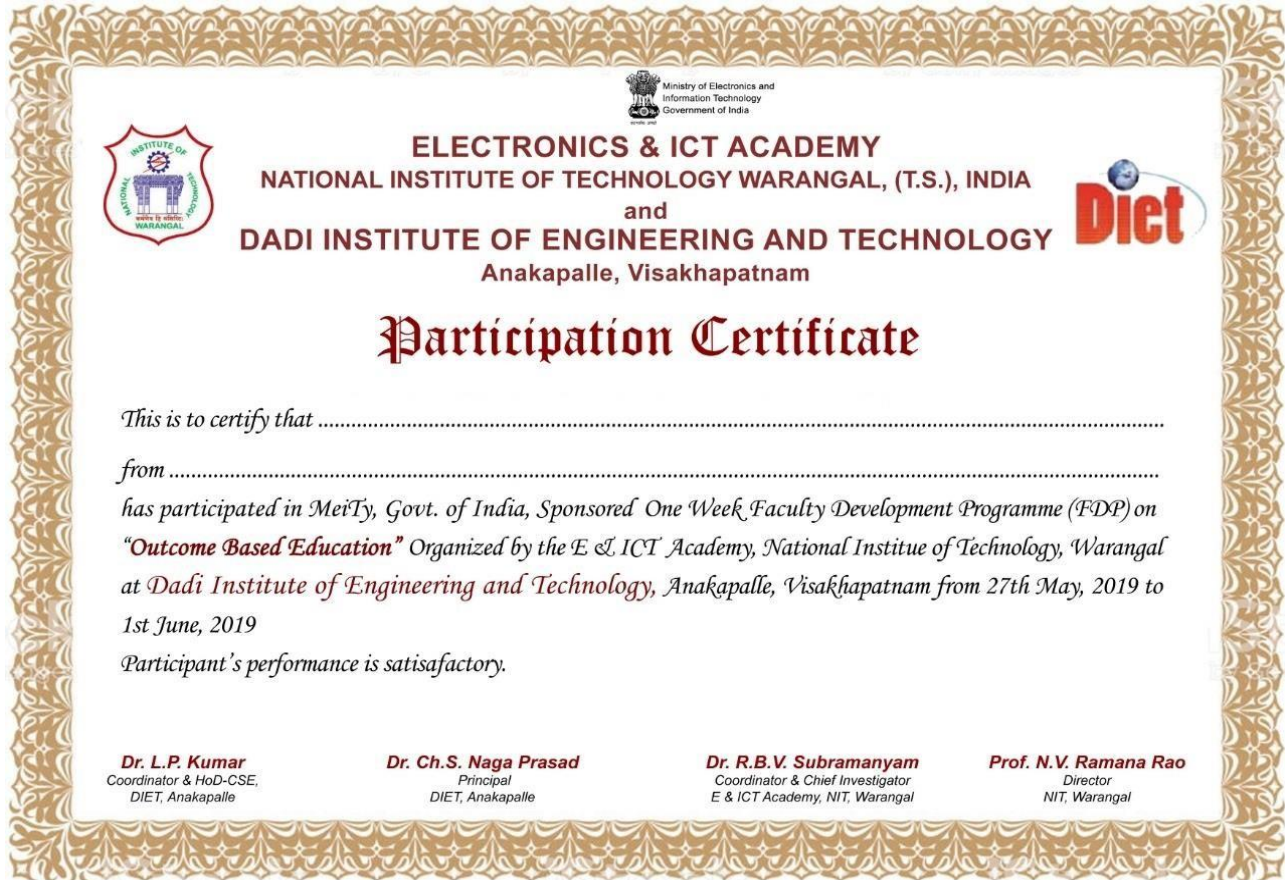 Ministry of Electronics and
Information Technology
Government of India
ELECTRONICS & ICT ACADEMY
NATIONAL INSTITUTE OF TECHNOLOGY WARANGAL, (T.S.), INDIA
and
DADI INSTITUTE OF ENGINEERING AND TECHNOLOGY
Anakapalle, Visakhapatnam
NATIONAL INSTITUTE OF TECHNOLOGY
WARANGAL
Diet
Participation Certificate
This is to certify that ........................................................................................................
from ........................................................................................................
has participated in MeiTy, Govt. of India, Sponsored One Week Faculty Development Programme (FDP) on
“Outcome Based Education” Organized by the E & ICT Academy, National Institue of Technology, Warangal
at Dadi Institute of Engineering and Technology, Anakapalle, Visakhapatnam from 27th May, 2019 to
1st June, 2019
Participant’s performance is satisafactory.
Dr. L.P. Kumar
Coordinator & HoD-CSE,
DIET, Anakapalle
Dr. Ch.S. Naga Prasad
Principal
DIET, Anakapalle
Dr. R.B.V. Subramanyam
Coordinator & Chief Investigator
E & ICT Academy, NIT, Warangal
Prof. N.V. Ramana Rao
Director
NIT, Warangal